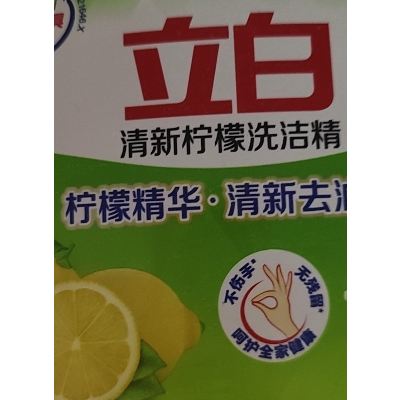 立白
清新柠檬洗洁精
柠檬精华·清新去油
不伤手*
无残留*
呵护全家健康